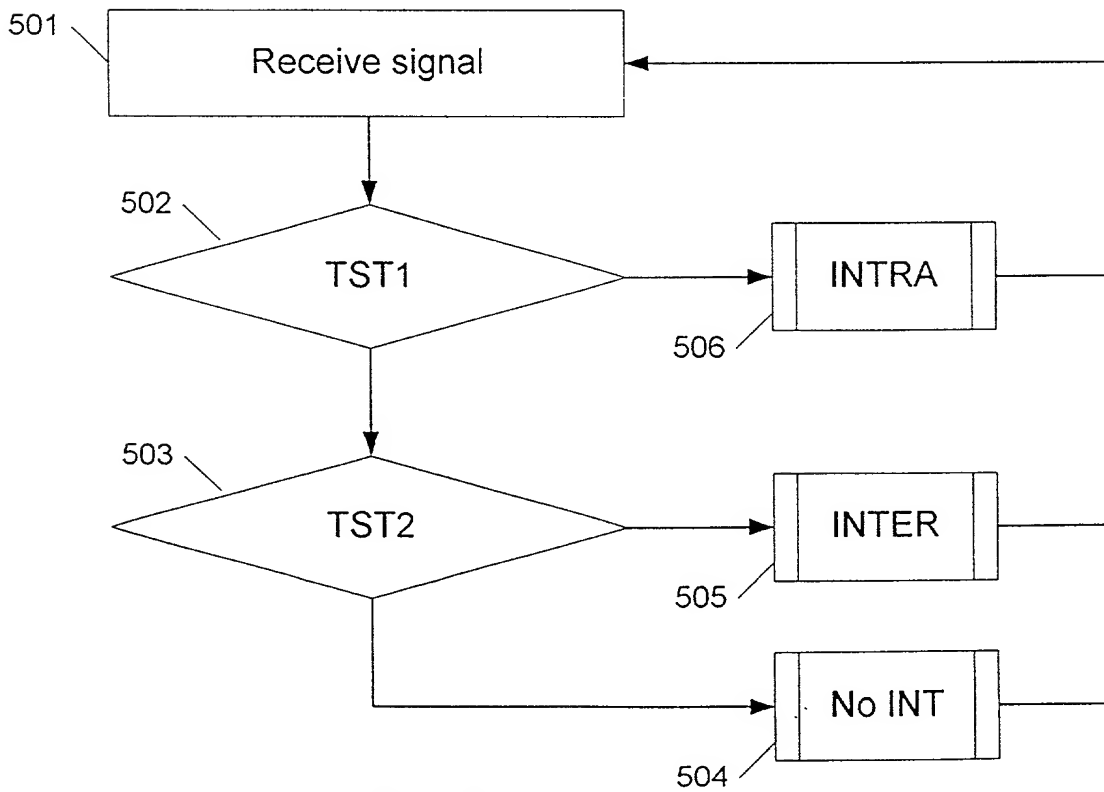 501
Receive signal
502
TST1
INTRA
506
503
TST2
INTER
505
No INT
504